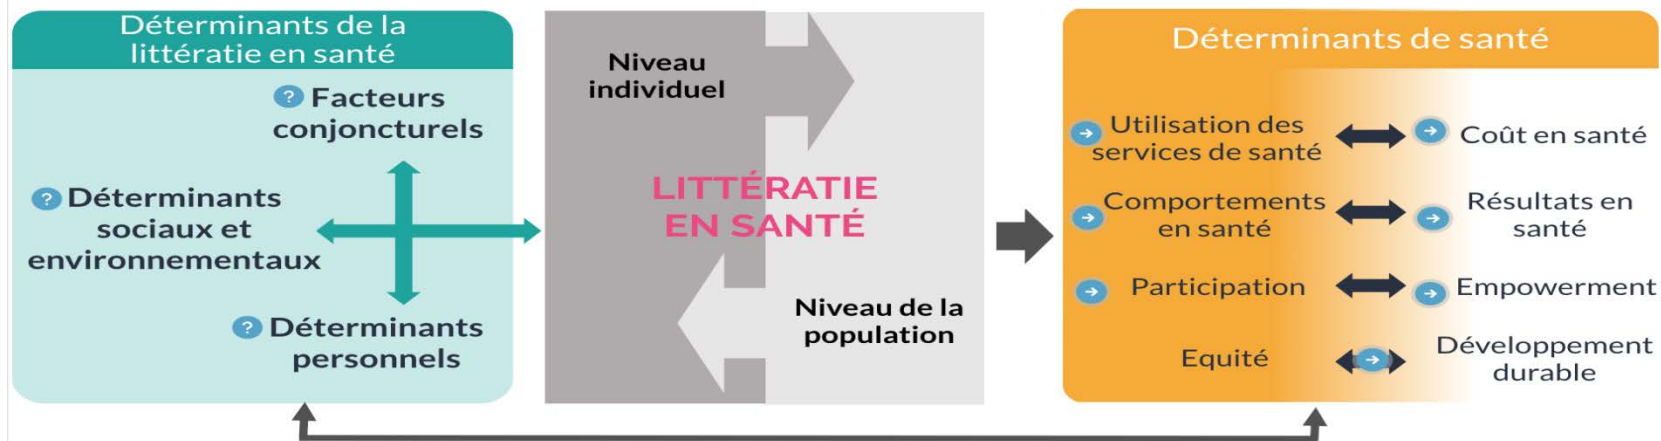 Déterminants de la
littératie en santé
? Facteurs
conjoncturels
? Déterminants
sociaux et
environnementaux
? Déterminants
personnels
Niveau
individuel
LITTÉRATIE
EN SANTÉ
Niveau de la
population
Déterminants de santé
Utilisation des
services de santé
Coût en santé
Comportements
en santé
Résultats en
santé
Participation
Empowerment
Equité
Développement
durable